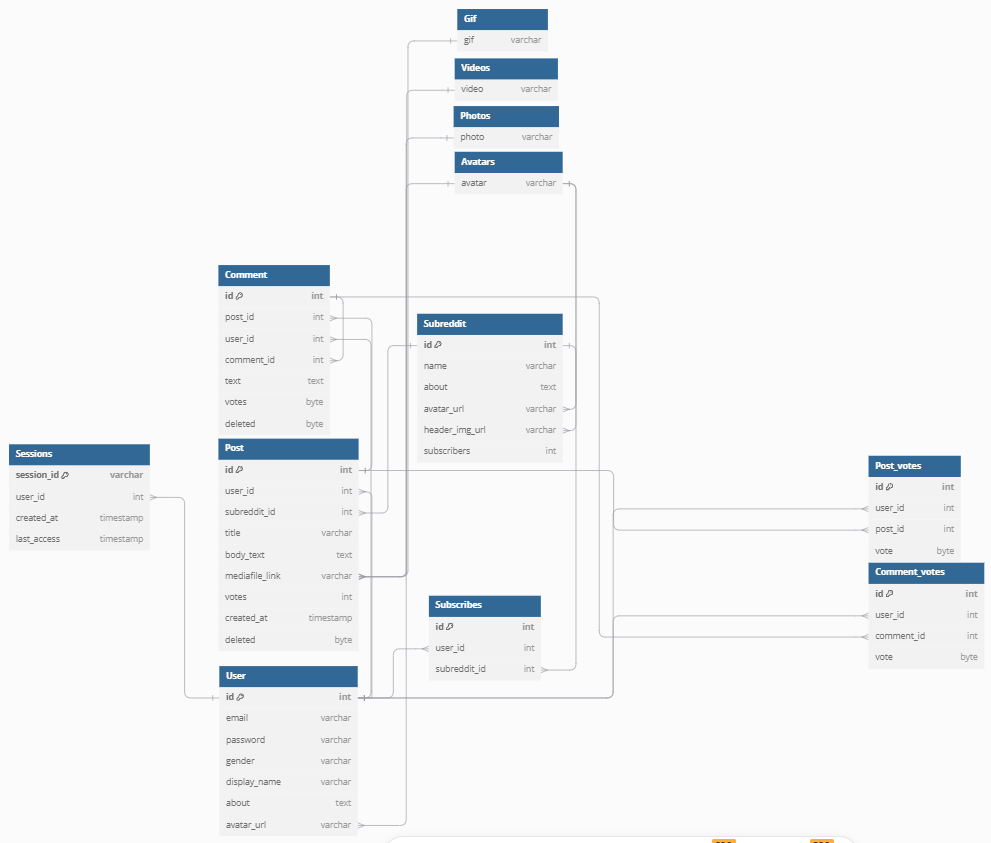 Gif
gif varchar
Videos
video varchar
Photos
photo varchar
Avatars
avatar varchar
Comment
id int
post_id int
user_id int
comment_id int
text text
votes byte
deleted byte
Subreddit
id int
name varchar
about text
avatar_url varchar
header_img_url varchar
subscribers int
Sessions
session_id varchar
user_id int
created_at timestamp
last_access timestamp
Post
id int
user_id int
subreddit_id int
title varchar
body_text text
mediafile_link varchar
votes int
created_at timestamp
deleted byte
Post_votes
id int
user_id int
post_id int
vote byte
Comment_votes
id int
user_id int
comment_id int
vote byte
Subscribes
id int
user_id int
subreddit_id int
User
id int
email varchar
password varchar
gender varchar
display_name varchar
about text
avatar_url varchar